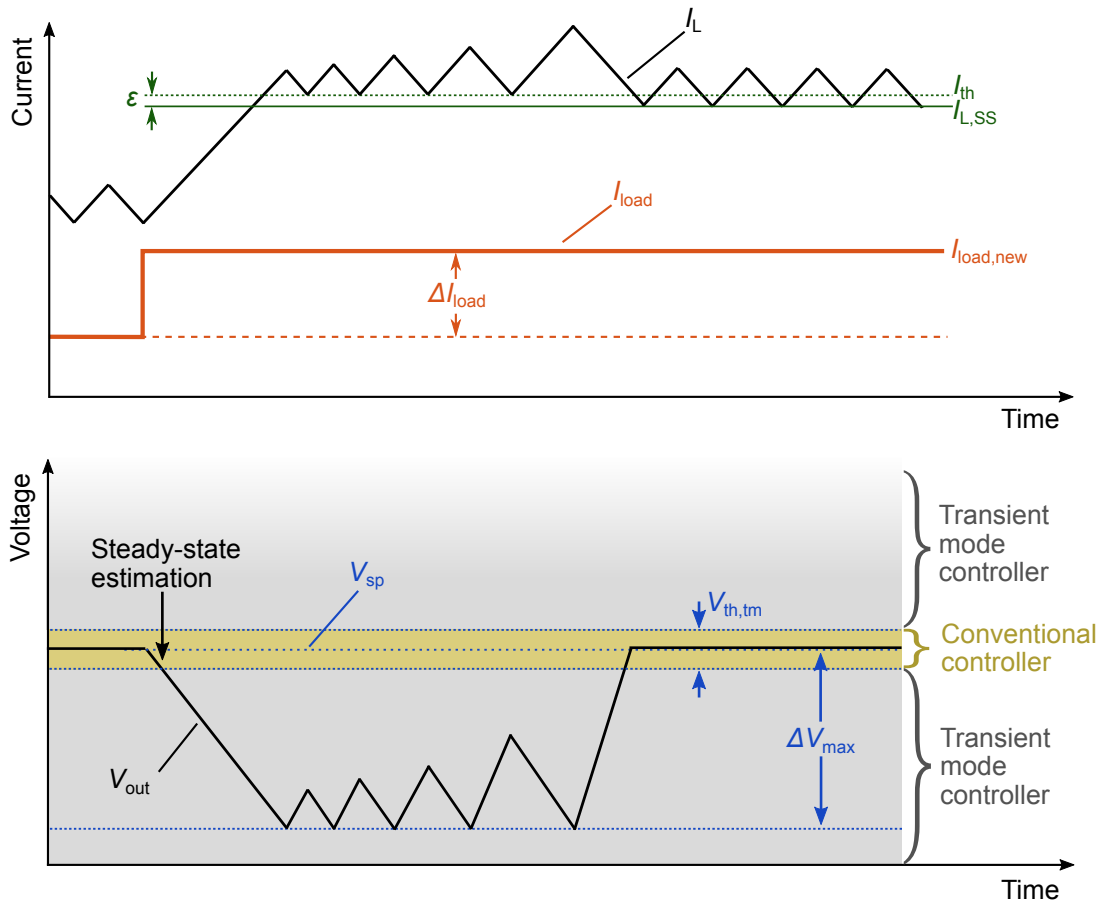 I_L
Current
ε
I_th
I_L,SS
I_load
I_load,new
ΔI_load
Time
Voltage
Steady-state
estimation
V_sp
V_th,tm
Transient
mode
controller
Conventional
controller
ΔV_max
V_out
Transient
mode
controller
Time